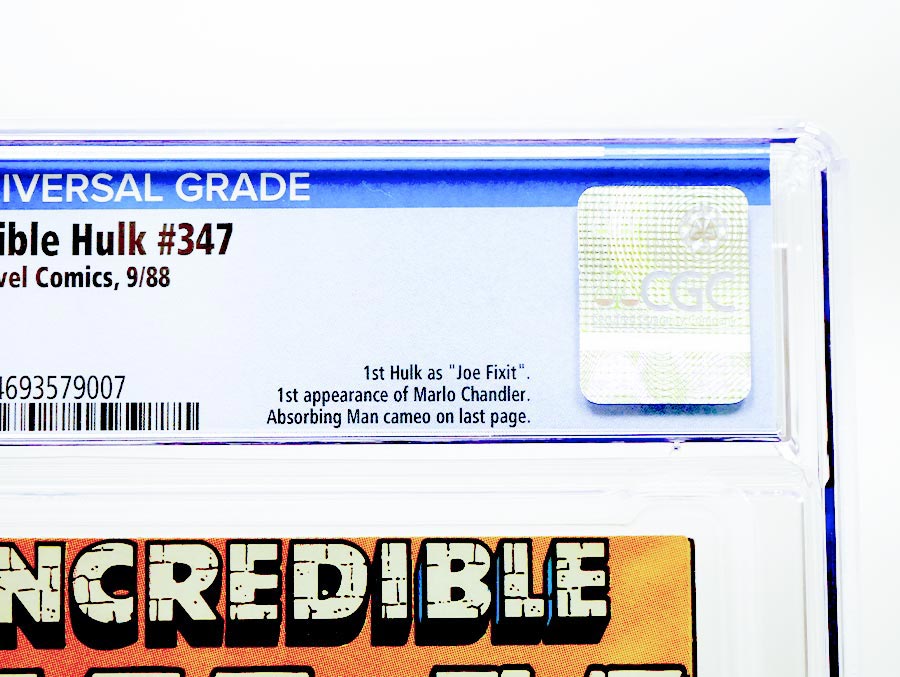 IVERSAL GRADE
ible Hulk #347
vel Comics, 9/88
4693579007
1st Hulk as "Joe Fixit".
1st appearance of Marlo Chandler.
Absorbing Man cameo on last page.
CGC
NCREDIBLE